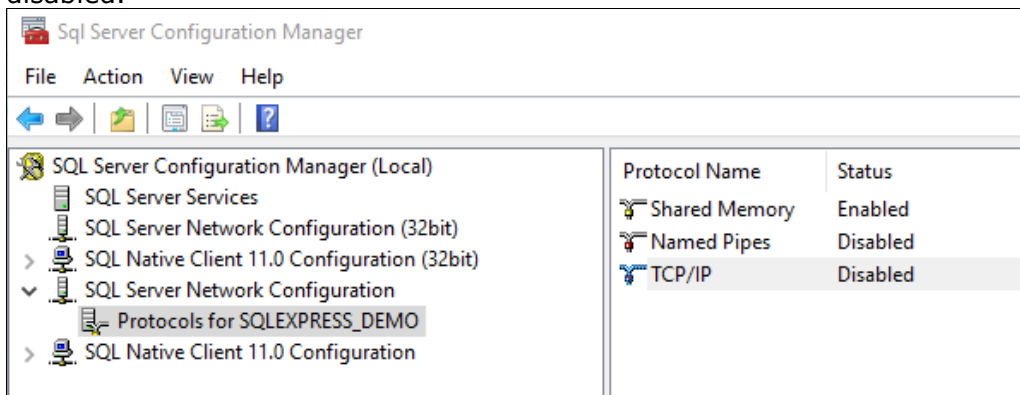 disabled.
Sql Server Configuration Manager
File Action View Help
SQL Server Configuration Manager (Local)
SQL Server Services
SQL Server Network Configuration (32bit)
SQL Native Client 11.0 Configuration (32bit)
SQL Server Network Configuration
Protocols for SQLEXPRESS_DEMO
SQL Native Client 11.0 Configuration
Protocol Name Status
Shared Memory Enabled
Named Pipes Disabled
TCP/IP Disabled